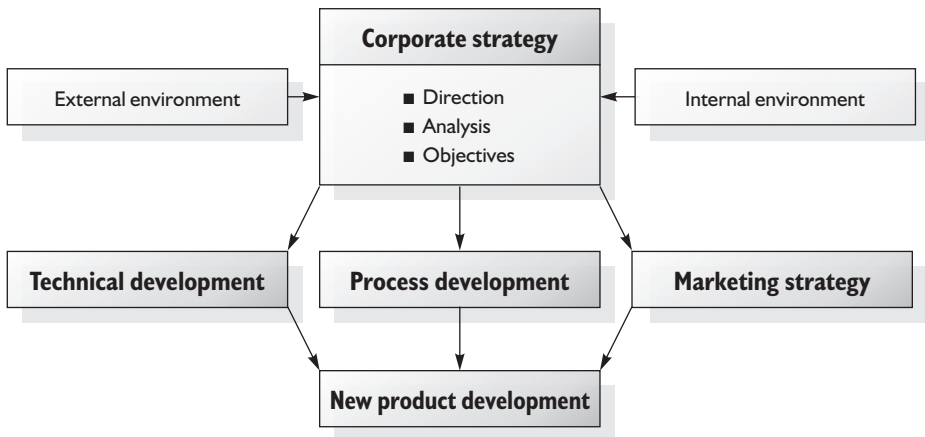 Corporate strategy
External environment
■ Direction
■ Analysis
■ Objectives
Internal environment
Technical development
Process development
Marketing strategy
New product development